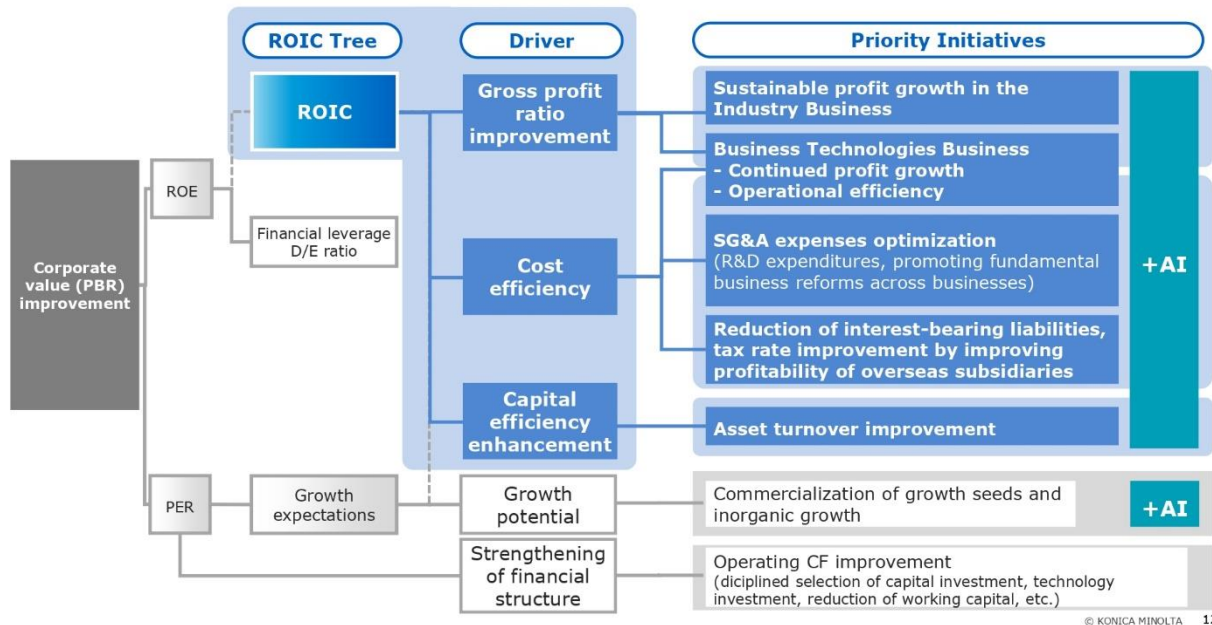 ROIC Tree
Driver
Priority Initiatives
ROIC
Gross profit
ratio
improvement
Sustainable profit growth in the
Industry Business
Business Technologies Business
- Continued profit growth
- Operational efficiency
ROE
Financial leverage
D/E ratio
Corporate
value (PBR)
improvement
Cost
efficiency
SG&A expenses optimization
(R&D expenditures, promoting fundamental
business reforms across businesses)
+AI
Reduction of interest-bearing liabilities,
tax rate improvement by improving
profitability of overseas subsidiaries
Capital
efficiency
enhancement
Asset turnover improvement
PER
Growth
expectations
Growth
potential
Commercialization of growth seeds and
inorganic growth
+AI
Strengthening
of financial
structure
Operating CF improvement
(diciplined selection of capital investment, technology
investment, reduction of working capital, etc.)
© KONICA MINOLTA